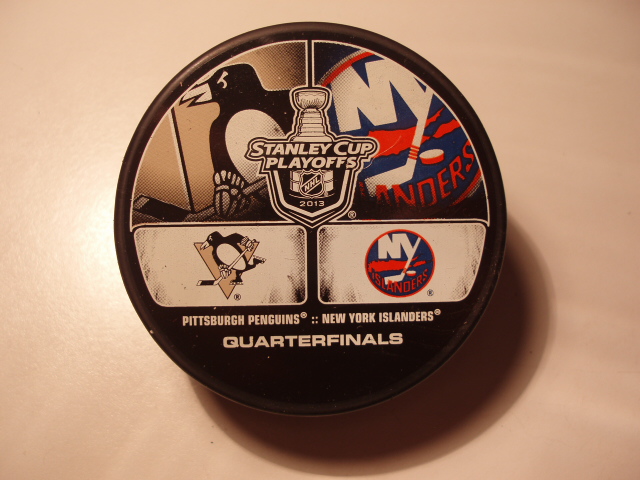 NY
ISLANDERS
STANLEY CUP
PLAYOFFS
NHL
2013
®
NY
ISLANDERS
® ®
PITTSBURGH PENGUINS® :: NEW YORK ISLANDERS®
QUARTERFINALS